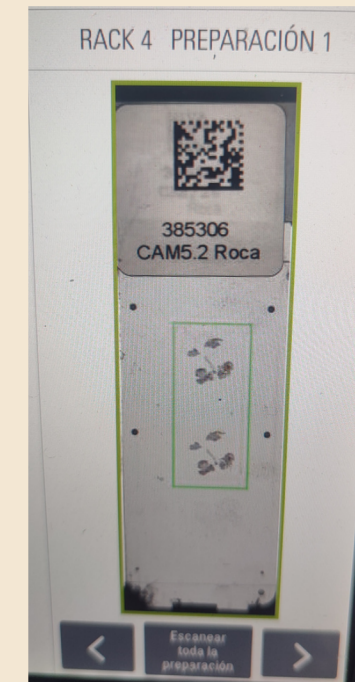 RACK 4 PREPARACIÓN 1
385306
CAM5.2 Roca
Escanear
toda la
preparación